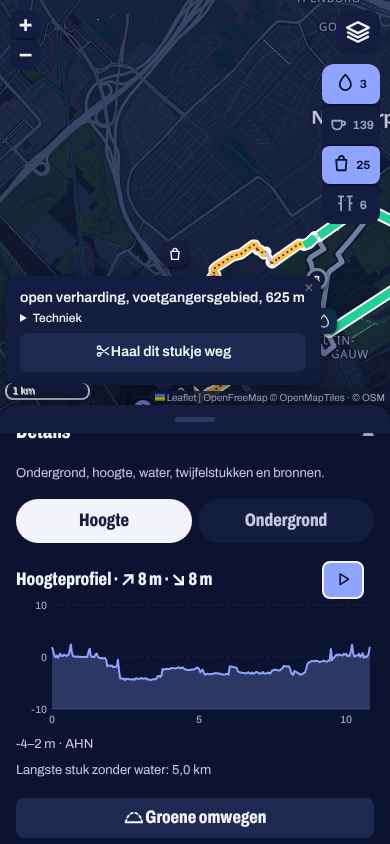 GO
+
−
3
139
25
6
open verharding, voetgangersgebied, 625 m
Techniek
Haal dit stukje weg
GAUW
1 km
Leaflet | OpenFreeMap © OpenMapTiles · © OSM
Details
Ondergrond, hoogte, water, twijfelstukken en bronnen.
Hoogte
Ondergrond
Hoogteprofiel · ↗ 8 m · ↘ 8 m
10
0
-10
0
5
10
-4–2 m · AHN
Langste stuk zonder water: 5,0 km
Groene omwegen